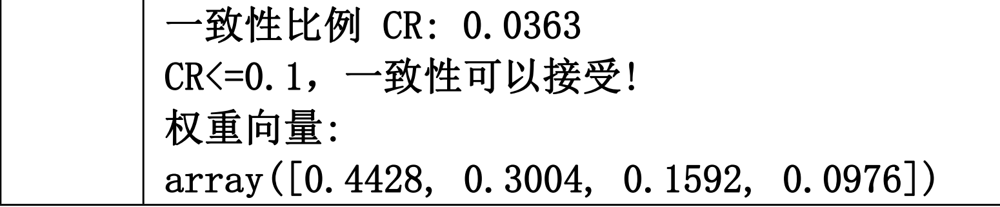 一致性比例 CR: 0.0363
CR<=0.1，一致性可以接受!
权重向量:
array([0.4428, 0.3004, 0.1592, 0.0976])